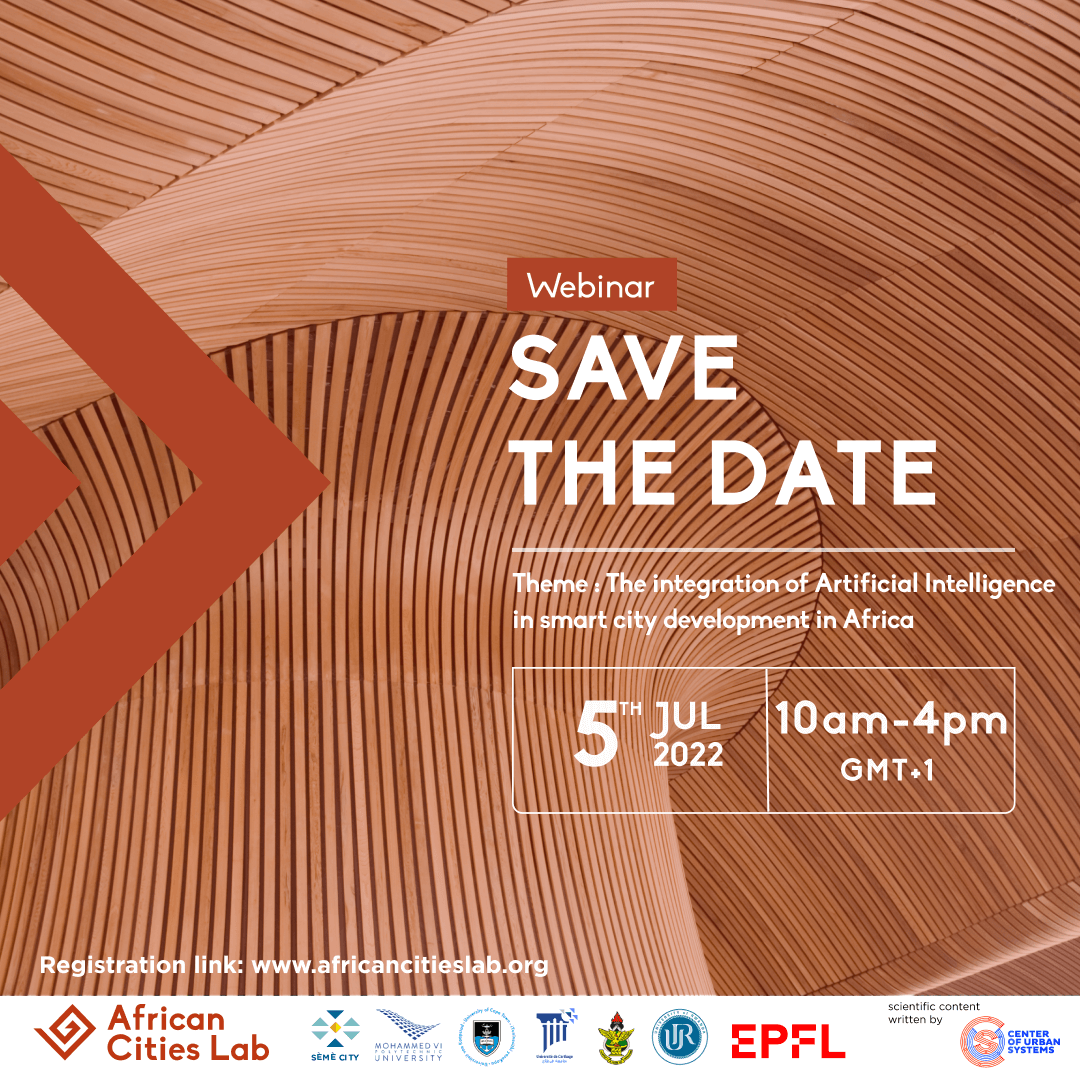 Webinar
SAVE
THE DATE
Theme : The integration of Artificial Intelligence
in smart city development in Africa
5TH JUL
2022
10am-4pm
GMT+1
Registration link: www.africancitieslab.org
African
Cities Lab
SÈMÈ CITY
MOHAMMED VI
POLYTECHNIC
UNIVERSITY
UR
EPFL
scientific content
written by
CENTER
OF URBAN
SYSTEMS